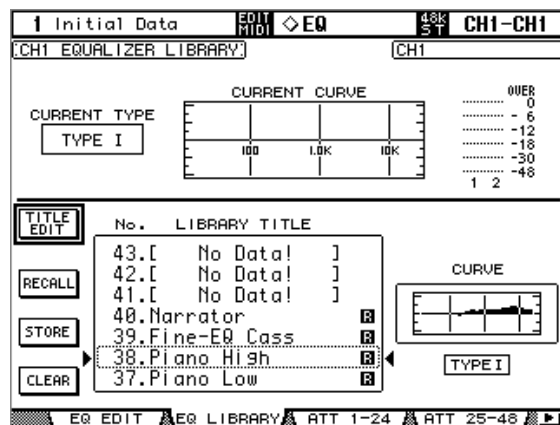 1 Initial Data EDIT MIDI ◇EQ 48K ST CH1-CH1
CH1 EQUALIZER LIBRARY
CH1
CURRENT CURVE
CURRENT TYPE
TYPE I
100 1.0K 10K
OVER
0
- 6
-12
-18
-30
-48
1 2
TITLE EDIT
No. LIBRARY TITLE
43.[ No Data! ]
42.[ No Data! ]
41.[ No Data! ]
40.Narrator R
39.Fine-EQ Cass R
38.Piano High R
37.Piano Low R
RECALL
STORE
CLEAR
CURVE
TYPE I
EQ EDIT EQ LIBRARY ATT 1-24 ATT 25-48